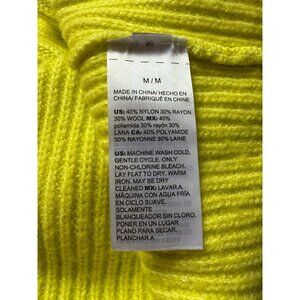 M / M
MADE IN CHINA/ HECHO EN
CHINA/ FABRIQUÉ EN CHINE
US: 40% NYLON 30% RAYON
30% WOOL MX: 40%
poliamida 30% rayón 30%
LANA CA: 40% POLYAMIDE
30% RAYONNE 30% LAINE
US: MACHINE WASH COLD,
GENTLE CYCLE. ONLY
NON-CHLORINE BLEACH.
LAY FLAT TO DRY. WARM
IRON. MAY BE DRY
CLEANED MX: LAVAR A
MÁQUINA CON AGUA FRÍA
EN CICLO SUAVE.
SOLAMENTE
BLANQUEADOR SIN CLORO.
PONER EN UN LUGAR
PLANO PARA SECAR.
PLANCHAR A